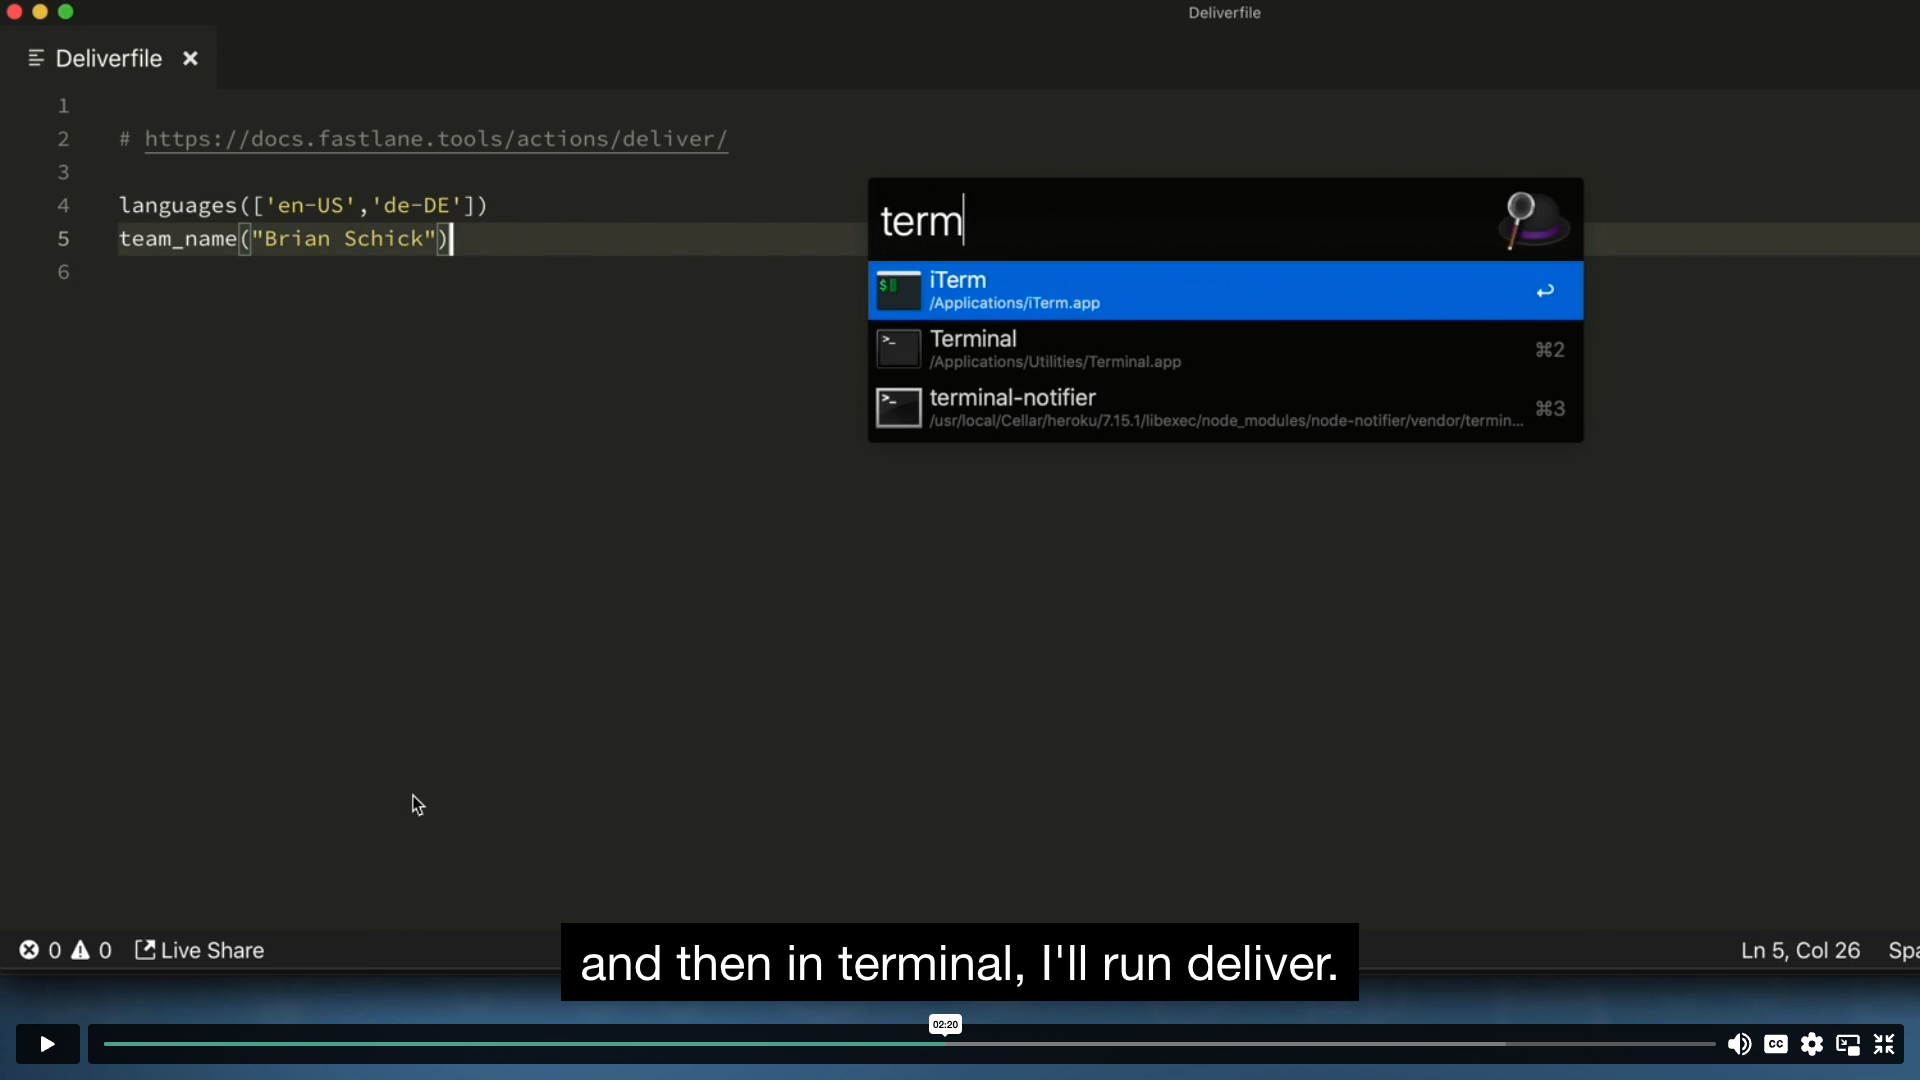 Deliverfile
Deliverfile
1
2 # https://docs.fastlane.tools/actions/deliver/
3
4 languages(['en-US','de-DE'])
5 team_name("Brian Schick")
6
term
iTerm
/Applications/iTerm.app
Terminal
/Applications/Utilities/Terminal.app
⌘2
terminal-notifier
/usr/local/Cellar/heroku/7.15.1/libexec/node_modules/node-notifier/vendor/termin...
⌘3
0 0 Live Share
Ln 5, Col 26 Spa
and then in terminal, I'll run deliver.
02:20
CC